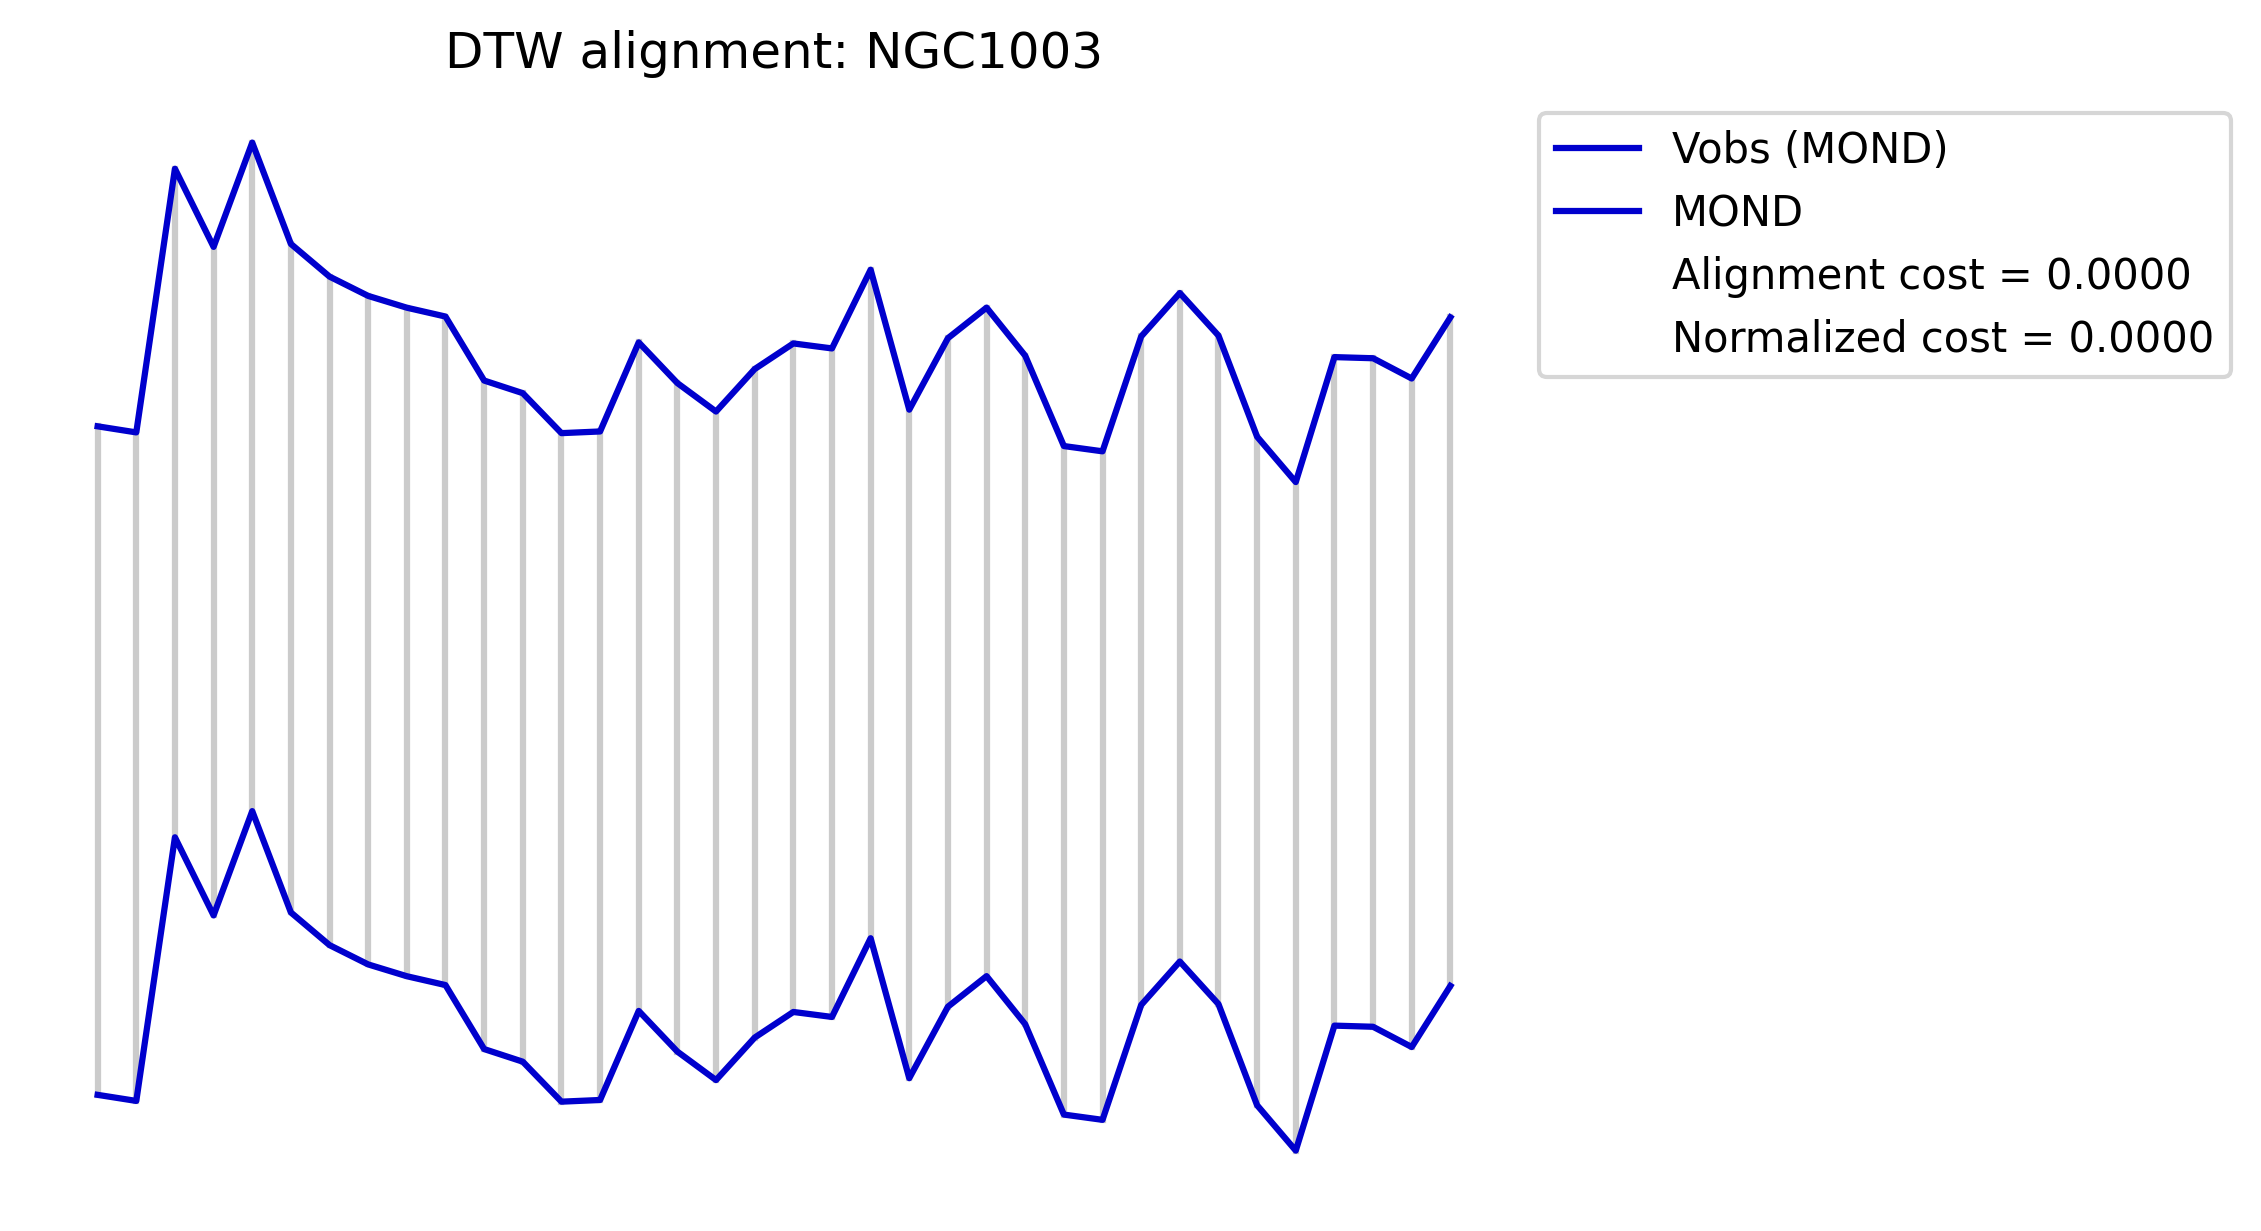 DTW alignment: NGC1003
Vobs (MOND)
MOND
Alignment cost = 0.0000
Normalized cost = 0.0000